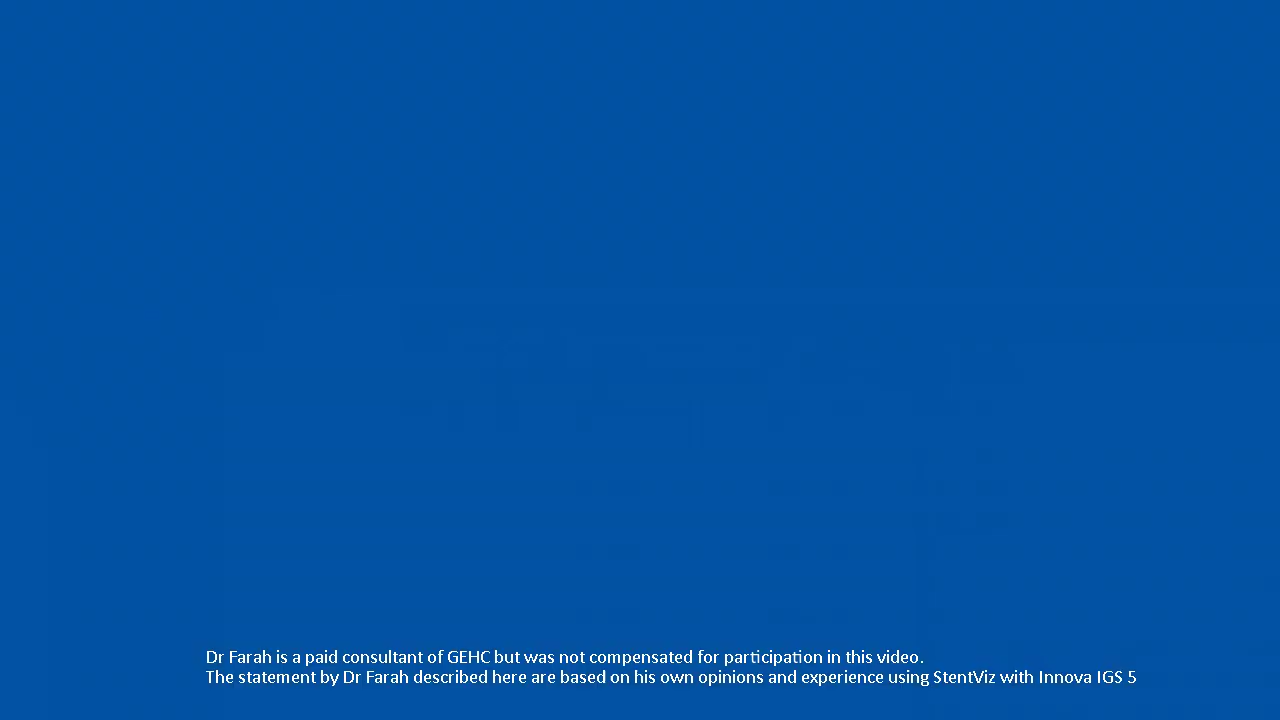 Dr Farah is a paid consultant of GEHC but was not compensated for participation in this video.
The statement by Dr Farah described here are based on his own opinions and experience using StentViz with Innova IGS 5